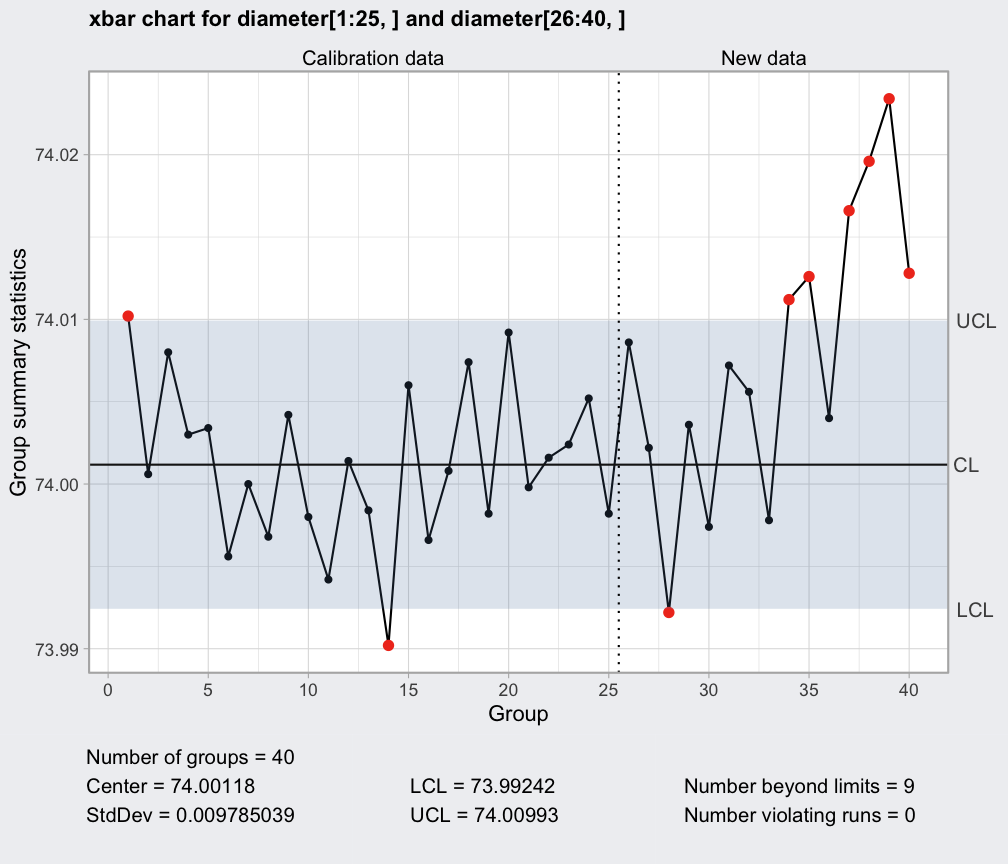 xbar chart for diameter[1:25, ] and diameter[26:40, ]
Calibration data New data
74.02
74.01
74.00
73.99
Group summary statistics
UCL
CL
LCL
0 5 10 15 20 25 30 35 40
Group
Number of groups = 40
Center = 74.00118 LCL = 73.99242 Number beyond limits = 9
StdDev = 0.009785039 UCL = 74.00993 Number violating runs = 0